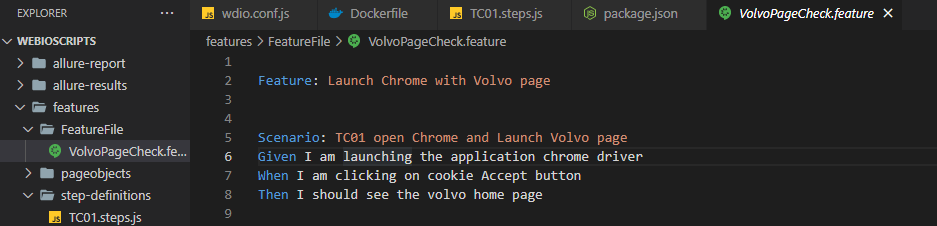 EXPLORER
WEBIOSCRIPTS
allure-report
allure-results
features
FeatureFile
VolvoPageCheck.fe...
pageobjects
step-definitions
JS TC01.steps.js
JS wdio.conf.js
Dockerfile
JS TC01.steps.js
package.json
VolvoPageCheck.feature
features > FeatureFile > VolvoPageCheck.feature
1
2 Feature: Launch Chrome with Volvo page
3
4
5 Scenario: TC01 open Chrome and Launch Volvo page
6 Given I am launching the application chrome driver
7 When I am clicking on cookie Accept button
8 Then I should see the volvo home page
9